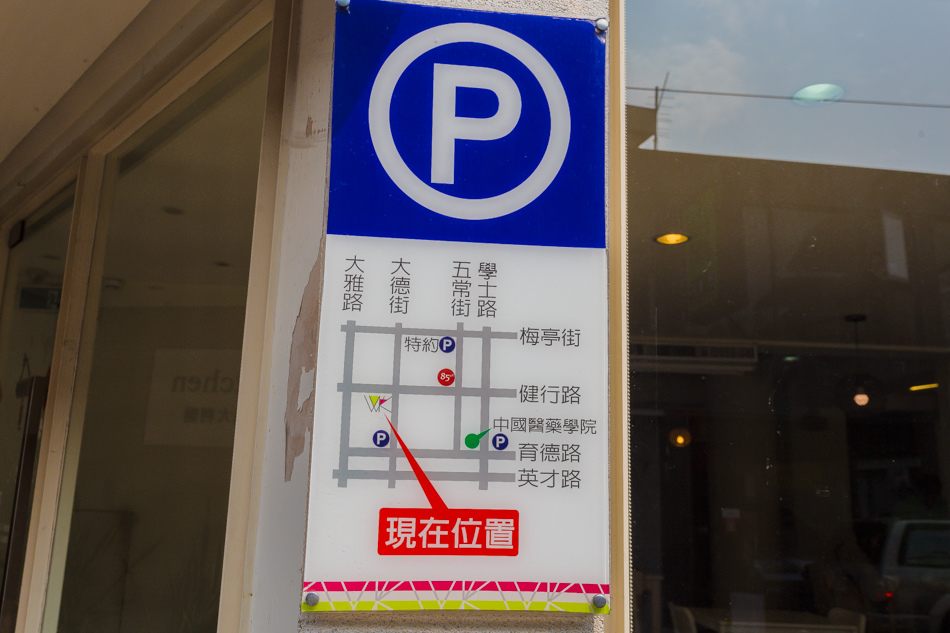 P
大雅路
大德街
五常街
學士路
梅亭街
特約P
85°
健行路
中國醫藥學院
P
P
育德路
英才路
現在位置